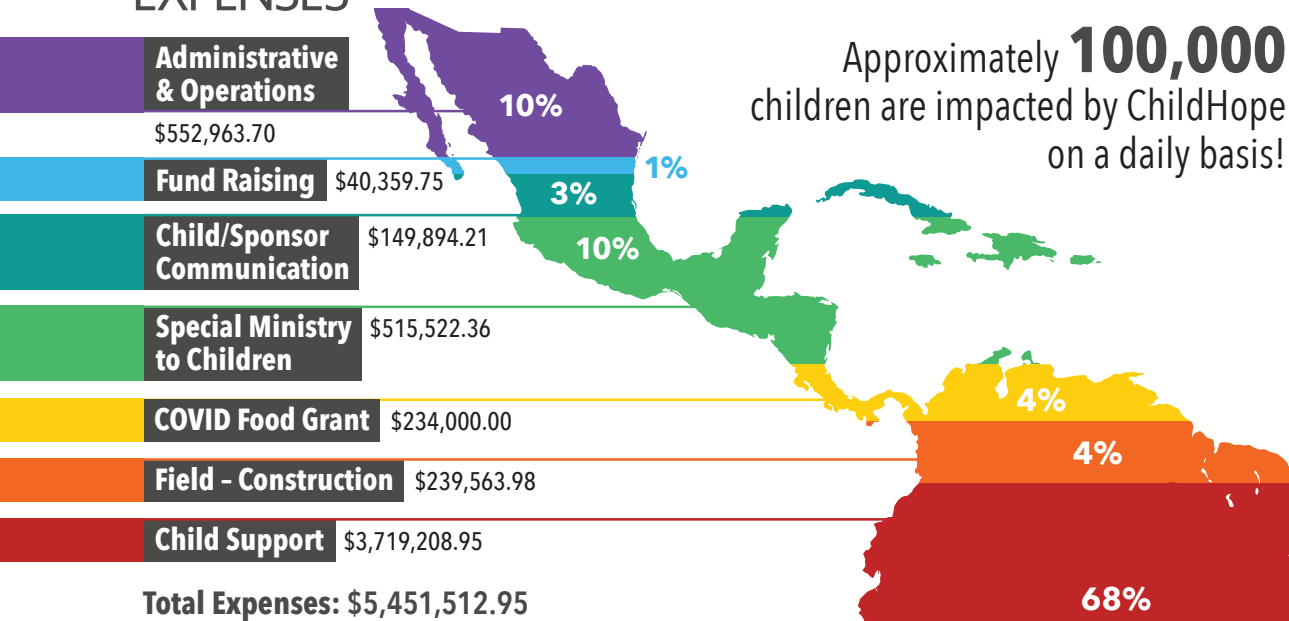 EXPENSES
Administrative
& Operations
$552,963.70
Fund Raising $40,359.75
Child/Sponsor
Communication
$149,894.21
Special Ministry
to Children
$515,522.36
COVID Food Grant $234,000.00
Field – Construction $239,563.98
Child Support $3,719,208.95
Total Expenses: $5,451,512.95
10%
1%
3%
10%
4%
4%
68%
Approximately 100,000
children are impacted by ChildHope
on a daily basis!